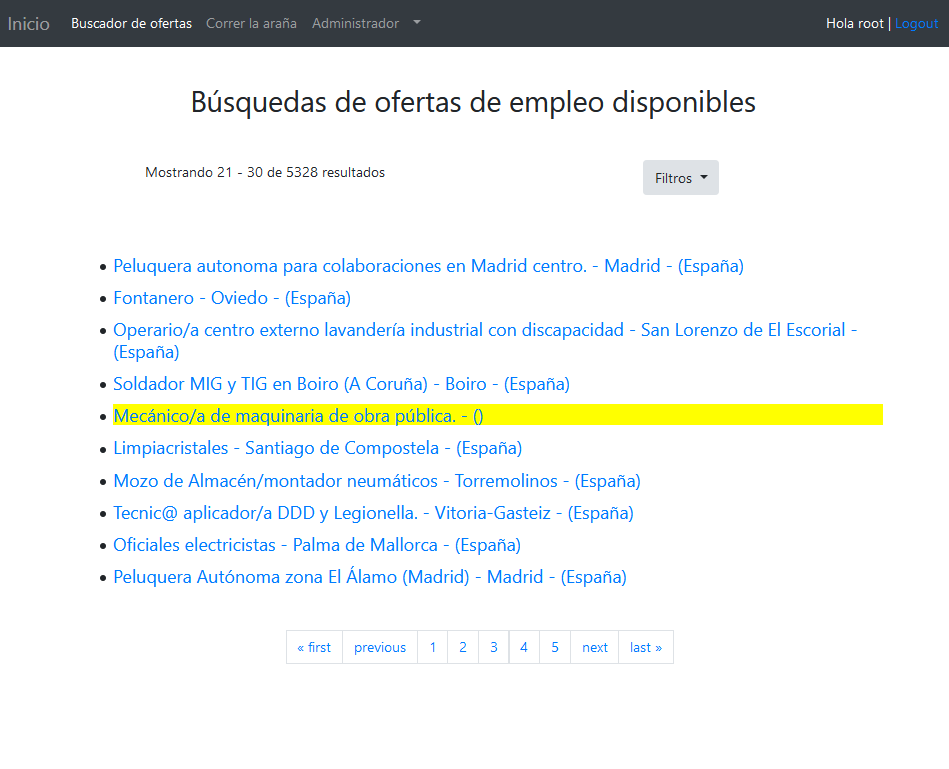 Inicio Buscador de ofertas Correr la araña Administrador Hola root | Logout
Búsquedas de ofertas de empleo disponibles
Mostrando 21 - 30 de 5328 resultados Filtros
Peluquera autonoma para colaboraciones en Madrid centro. - Madrid - (España)
Fontanero - Oviedo - (España)
Operario/a centro externo lavandería industrial con discapacidad - San Lorenzo de El Escorial -
(España)
Soldador MIG y TIG en Boiro (A Coruña) - Boiro - (España)
Mecánico/a de maquinaria de obra pública. - ()
Limpiacristales - Santiago de Compostela - (España)
Mozo de Almacén/montador neumáticos - Torremolinos - (España)
Tecnic@ aplicador/a DDD y Legionella. - Vitoria-Gasteiz - (España)
Oficiales electricistas - Palma de Mallorca - (España)
Peluquera Autónoma zona El Álamo (Madrid) - Madrid - (España)
« first previous 1 2 3 4 5 next last »